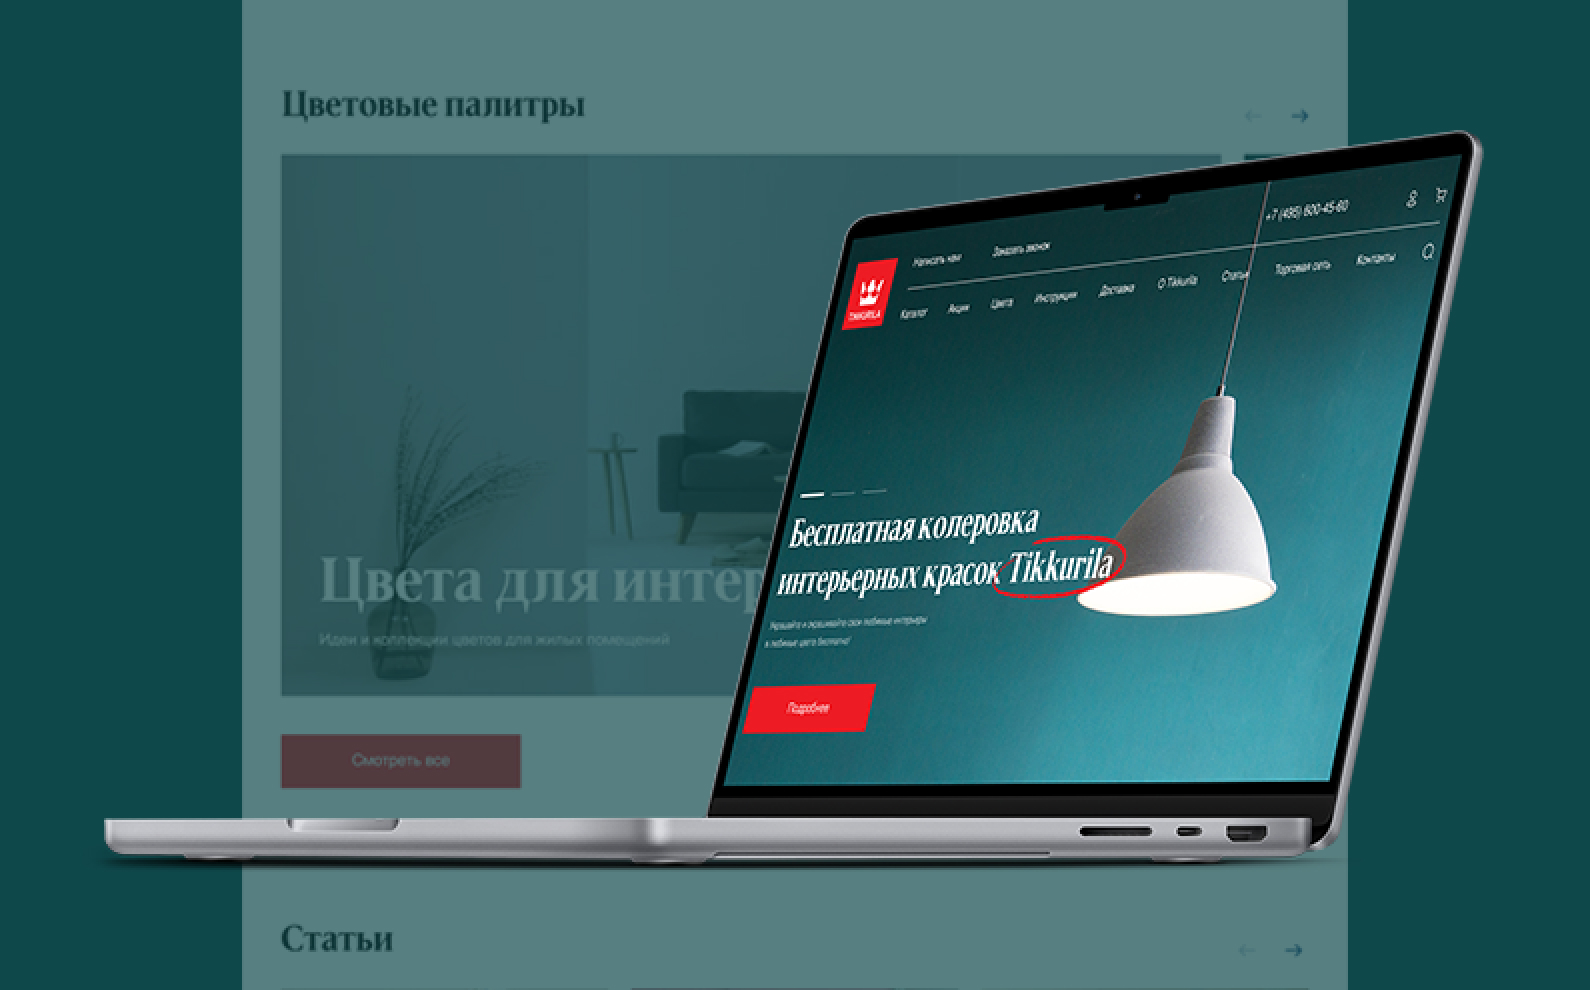 Цветовые палитры
Цвета для интер
Идеи и коллекции цветов для жилых помещений
Смотреть все
Статьи
+7 (495) 600-45-60
Написать нам Заказать звонок
TIKKURILA
Каталог Акции Цвета Инструкции Доставка О Tikkurila Статьи Торговая сеть Контакты
Бесплатная колеровка
интерьерных красок Tikkurila
Украшайте и окрашивайте свои любимые интерьеры
в любимые цвета бесплатно!
Подробнее